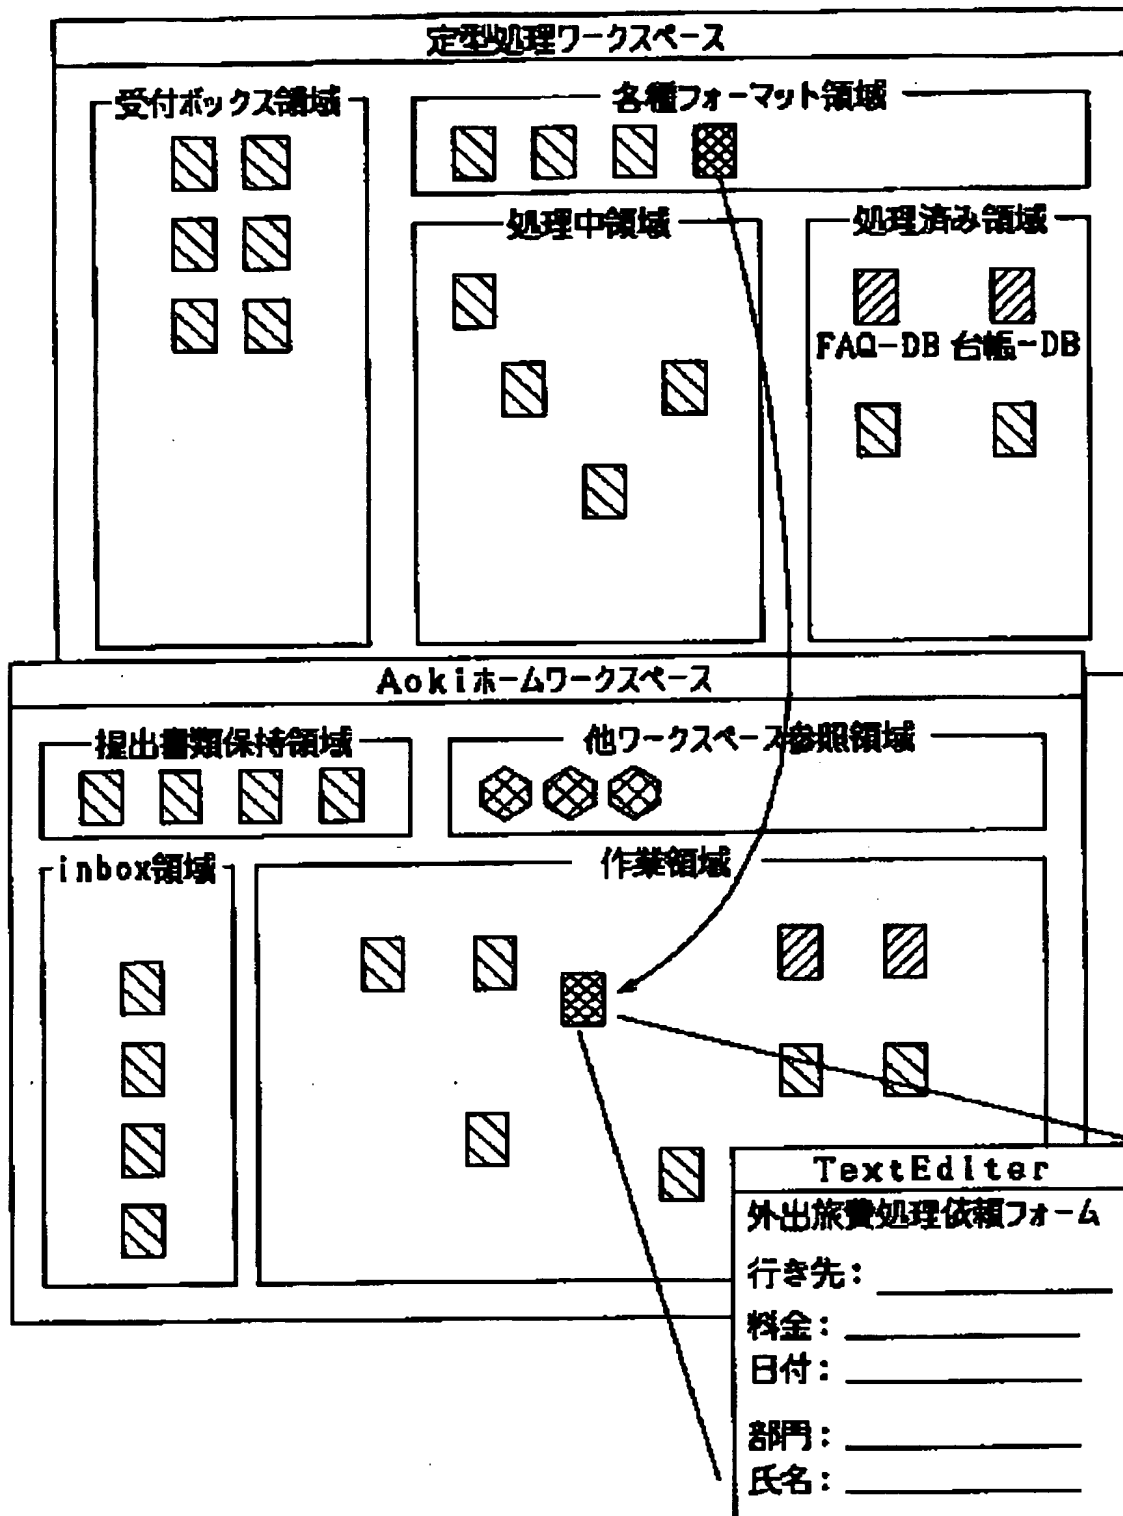 定型処理ワークスペース
受付ボックス領域
各種フォーマット領域
処理中領域
処理済み領域
FAQ-DB 台帳-DB
Aokiホームワークスペース
提出書類保持領域
他ワークスペース参照領域
inbox領域
作業領域
TextEditer
外出旅費処理依頼フォーム
行き先:
料金:
日付:
部門:
氏名: